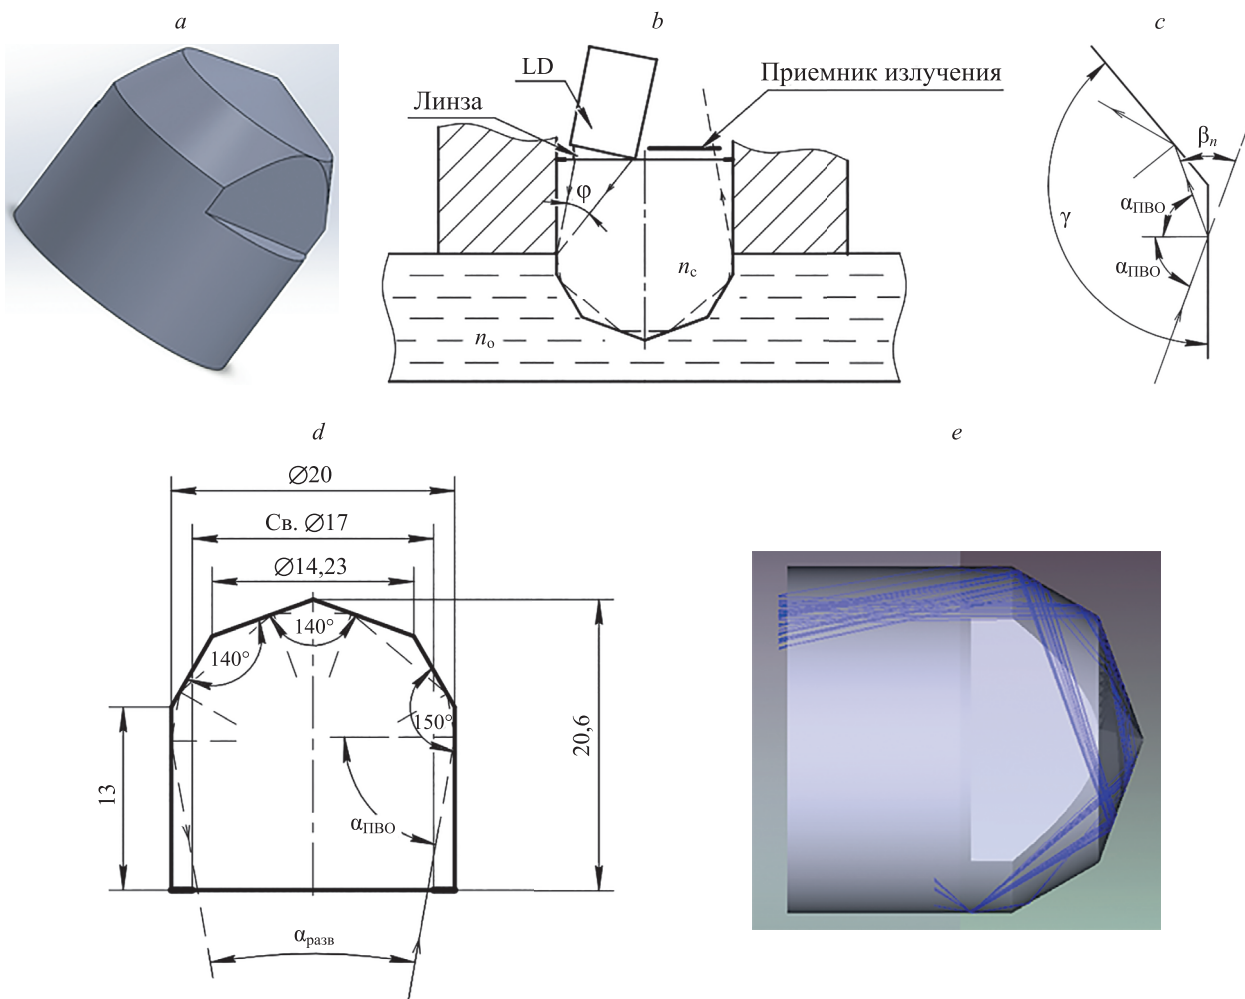 a
b
c
LD
Приемник излучения
Линза
φ
n_c
n_o
β_n
α_ПВО
α_ПВО
γ
d
e
∅20
Св. ∅17
∅14,23
140°
140°
150°
20,6
13
α_ПВО
α_разв